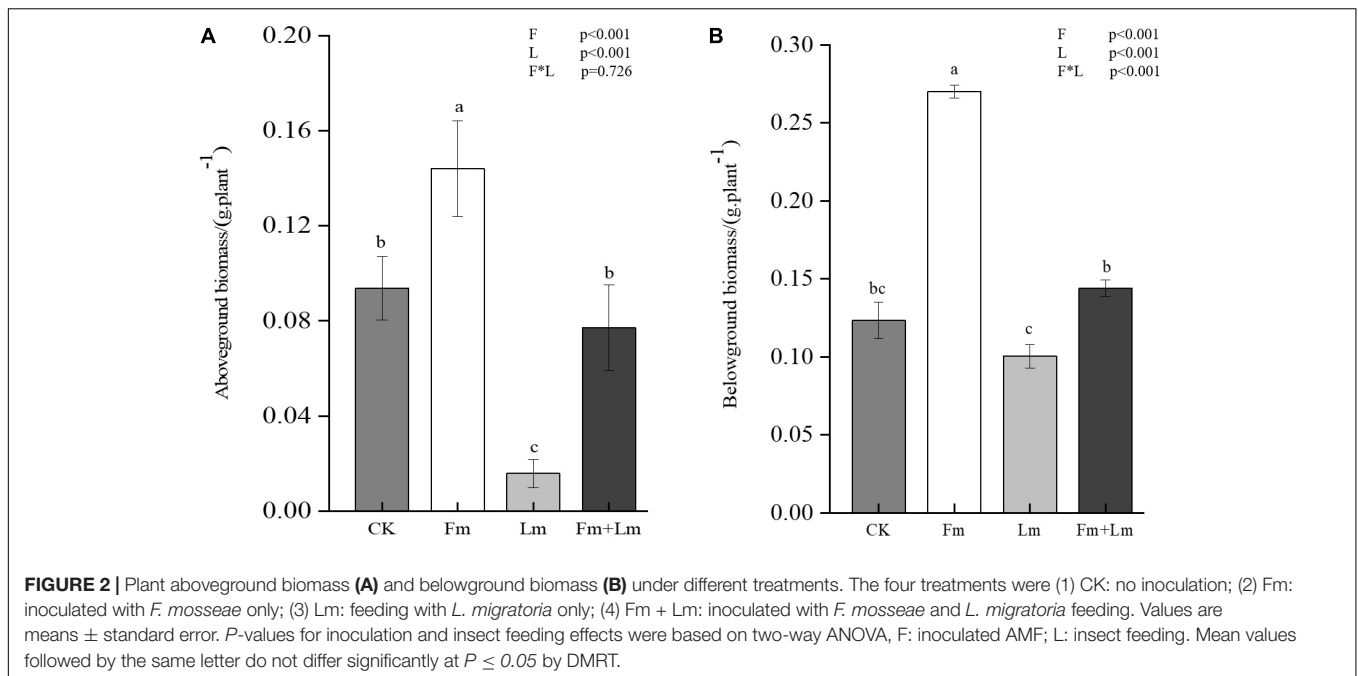 A
F p<0.001
L p<0.001
F*L p=0.726
Aboveground biomass/(g.plant-1)
0.20
0.16
0.12
0.08
0.04
0.00
b
a
c
b
CK Fm Lm Fm+Lm
B
F p<0.001
L p<0.001
F*L p<0.001
Belowground biomass/(g.plant-1)
0.30
0.25
0.20
0.15
0.10
0.05
0.00
bc
a
c
b
CK Fm Lm Fm+Lm
FIGURE 2 | Plant aboveground biomass (A) and belowground biomass (B) under different treatments. The four treatments were (1) CK: no inoculation; (2) Fm:
inoculated with F. mosseae only; (3) Lm: feeding with L. migratoria only; (4) Fm + Lm: inoculated with F. mosseae and L. migratoria feeding. Values are
means ± standard error. P-values for inoculation and insect feeding effects were based on two-way ANOVA, F: inoculated AMF; L: insect feeding. Mean values
followed by the same letter do not differ significantly at P ≤ 0.05 by DMRT.